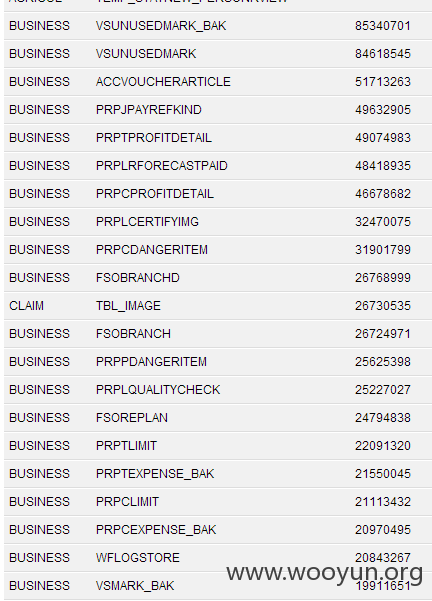 BUSINESS VSUNUSEDMARK_BAK 85340701
BUSINESS VSUNUSEDMARK 84618545
BUSINESS ACCVOUCHERARTICLE 51713263
BUSINESS PRPJPAYREFKIND 49632905
BUSINESS PRPTPROFITDETAIL 49074983
BUSINESS PRPLRFORECASTPAID 48418935
BUSINESS PRPCPROFITDETAIL 46678682
BUSINESS PRPLCERTIFYIMG 32470075
BUSINESS PRPCDANGERITEM 31901799
BUSINESS FSOBRANCHD 26768999
CLAIM TBL_IMAGE 26730535
BUSINESS FSOBRANCH 26724971
BUSINESS PRPPDANGERITEM 25625398
BUSINESS PRPLQUALITYCHECK 25227027
BUSINESS FSOREPLAN 24794838
BUSINESS PRPTLIMIT 22091320
BUSINESS PRPTEXPENSE_BAK 21550045
BUSINESS PRPCLIMIT 21113432
BUSINESS PRPCEXPENSE_BAK 20970495
BUSINESS WFLOGSTORE 20843267
www.wooyun.org
BUSINESS VSMARK_BAK 19911651